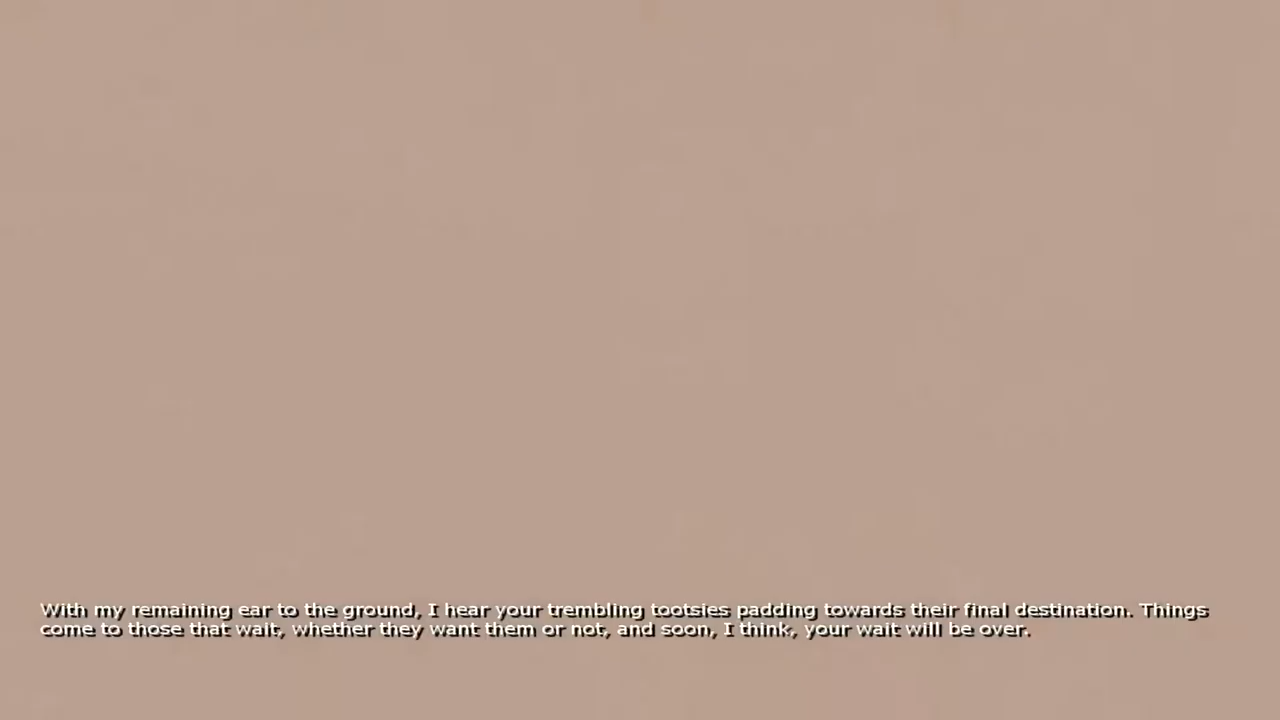 With my remaining ear to the ground, I hear your trembling tootsies padding towards their final destination. Things
come to those that wait, whether they want them or not, and soon, I think, your wait will be over.